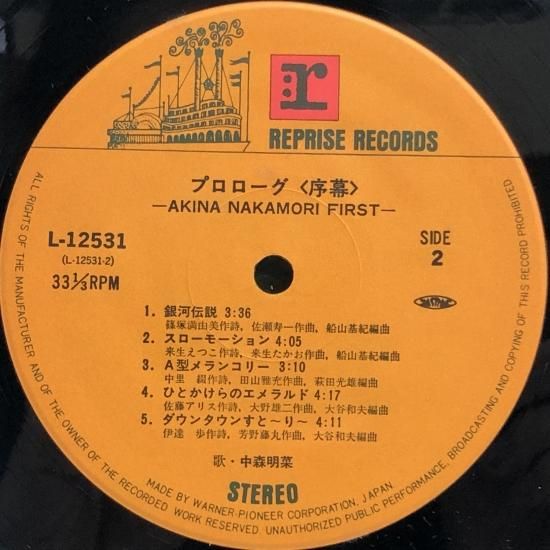 r
REPRISE RECORDS
プロローグ〈序幕〉
—AKINA NAKAMORI FIRST—
L-12531
(L-12531-2)
33⅓RPM
SIDE
2
1. 銀河伝説 3:36
篠塚満由美作詩, 佐瀬寿一作曲, 船山基紀編曲
2. スローモーション 4:05
来生えつこ作詩, 来生たかお作曲, 船山基紀編曲
3. A型メランコリー 3:10
中里 綴作詩, 田山雅充作曲, 萩田光雄編曲
4. ひとかけらのエメラルド 4:17
佐藤アリス作詩, 大野雄二作曲, 大谷和夫編曲
5. ダウンタウンすと〜り〜 4:11
伊達 歩作詩, 芳野藤丸作曲, 大谷和夫編曲
歌・中森明菜
STEREO
MADE BY WARNER-PIONEER CORPORATION, JAPAN
ALL RIGHTS OF THE MANUFACTURER AND OF THE OWNER OF THE RECORDED WORK RESERVED. UNAUTHORIZED PUBLIC PERFORMANCE, BROADCASTING AND COPYING OF THIS RECORD PROHIBITED